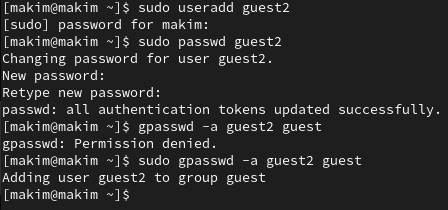 [makim@makim ~]$ sudo useradd guest2
[sudo] password for makim:
[makim@makim ~]$ sudo passwd guest2
Changing password for user guest2.
New password:
Retype new password:
passwd: all authentication tokens updated successfully.
[makim@makim ~]$ gpasswd -a guest2 guest
gpasswd: Permission denied.
[makim@makim ~]$ sudo gpasswd -a guest2 guest
Adding user guest2 to group guest
[makim@makim ~]$